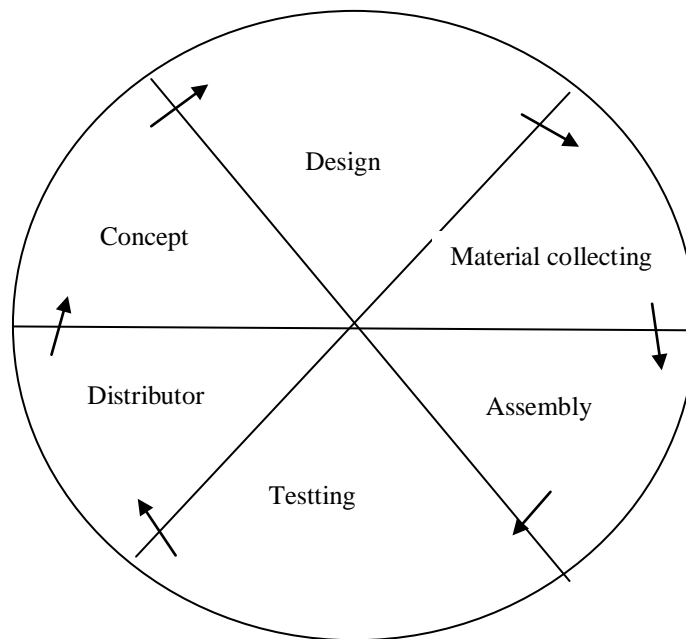 Design
Concept
Material collecting
Distributor
Assembly
Testting